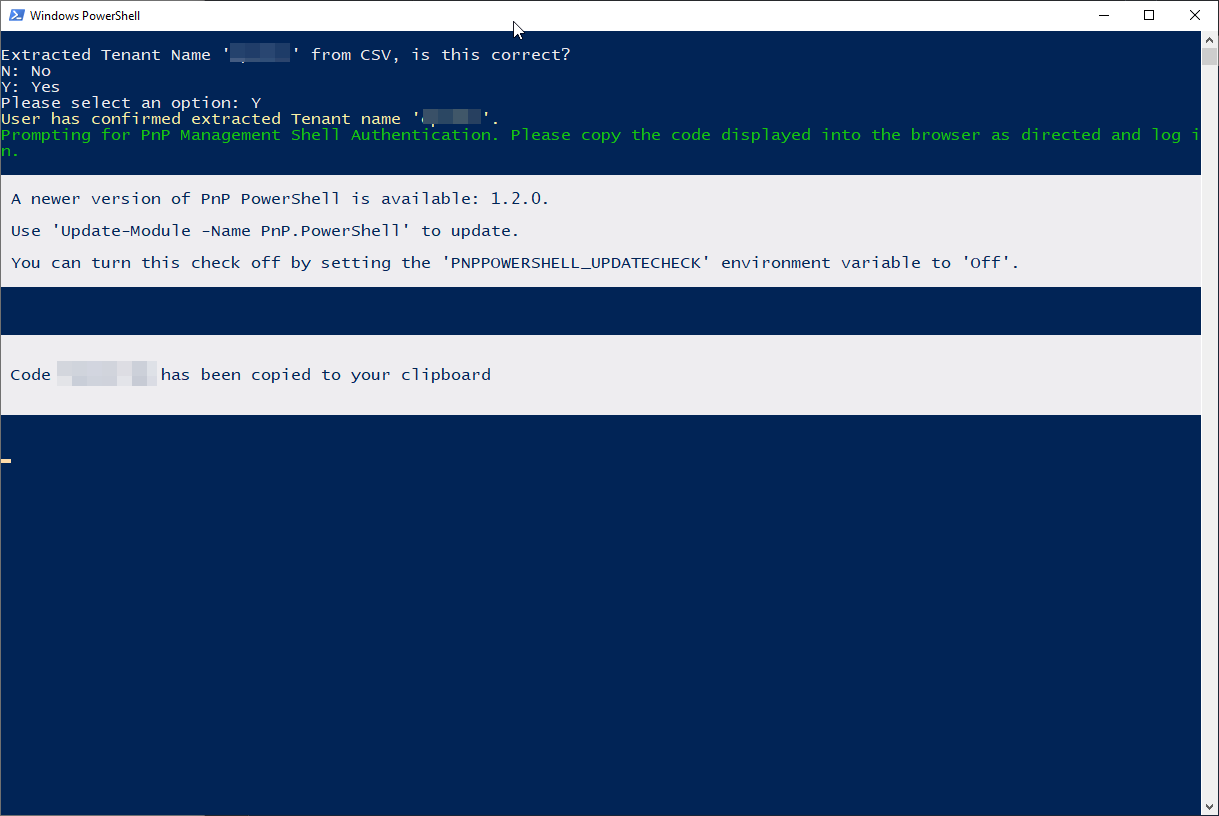 Windows PowerShell
Extracted Tenant Name '' from CSV, is this correct?
N: No
Y: Yes
Please select an option: Y
User has confirmed extracted Tenant name ''.
Prompting for PnP Management Shell Authentication. Please copy the code displayed into the browser as directed and log i
n.
A newer version of PnP PowerShell is available: 1.2.0.
Use 'Update-Module -Name PnP.PowerShell' to update.
You can turn this check off by setting the 'PNPPOWERSHELL_UPDATECHECK' environment variable to 'Off'.
Code has been copied to your clipboard